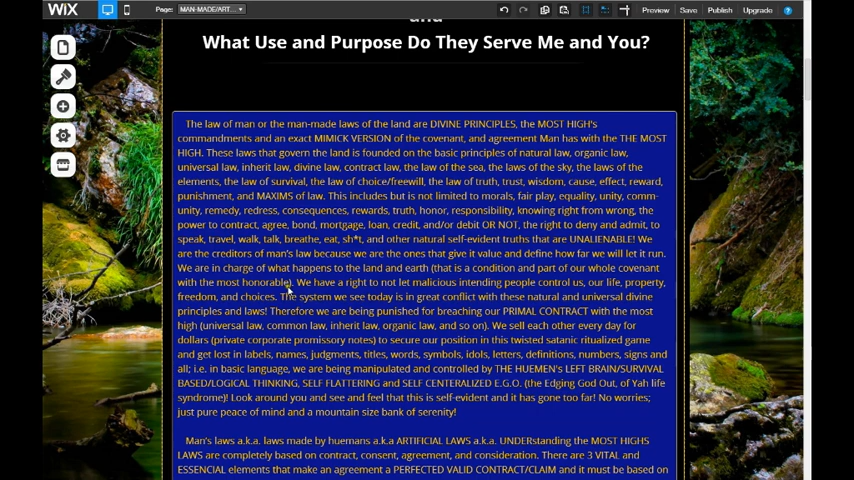 WiX
Page: MAN-MADE/ART...
Preview
Save
Publish
Upgrade
?
and
What Use and Purpose Do They Serve Me and You?
The law of man or the man-made laws of the land are DIVINE PRINCIPLES, the MOST HIGH's
commandments and an exact MIMICK VERSION of the covenant, and agreement Man has with the THE MOST
HIGH. These laws that govern the land is founded on the basic principles of natural law, organic law,
universal law, inherit law, divine law, contract law, the law of the sea, the laws of the sky, the laws of the
elements, the law of survival, the law of choice/freewill, the law of truth, trust, wisdom, cause, effect, reward,
punishment, and MAXIMS of law. This includes but is not limited to morals, fair play, equality, unity, comm-
unity, remedy, redress, consequences, rewards, truth, honor, responsibility, knowing right from wrong, the
power to contract, agree, bond, mortgage, loan, credit, and/or debit OR NOT, the right to deny and admit, to
speak, travel, walk, talk, breathe, eat, sh*t, and other natural self-evident truths that are UNALIENABLE! We
are the creditors of man's law because we are the ones that give it value and define how far we will let it run.
We are in charge of what happens to the land and earth (that is a condition and part of our whole covenant
with the most honorable). We have a right to not let malicious intending people control us, our life, property,
freedom, and choices. The system we see today is in great conflict with these natural and universal divine
principles and laws! Therefore we are being punished for breaching our PRIMAL CONTRACT with the most
high (universal law, common law, inherit law, organic law, and so on). We sell each other every day for
dollars (private corporate promissory notes) to secure our position in this twisted satanic ritualized game
and get lost in labels, names, judgments, titles, words, symbols, idols, letters, definitions, numbers, signs and
all; i.e. in basic language, we are being manipulated and controlled by THE HUEMEN's LEFT BRAIN/SURVIVAL
BASED/LOGICAL THINKING, SELF FLATTERING and SELF CENTERALIZED E.G.O. (the Edging God Out, of Yah life
syndrome)! Look around you and see and feel that this is self-evident and it has gone too far! No worries;
just pure peace of mind and a mountain size bank of serenity!
Man's laws a.k.a. laws made by huemans a.k.a ARTIFICIAL LAWS a.k.a. UNDERstanding the MOST HIGHS
LAWS are completely based on contract, consent, agreement, and consideration. There are 3 VITAL and
ESSENCIAL elements that make an agreement a PERFECTED VALID CONTRACT/CLAIM and it must be based on